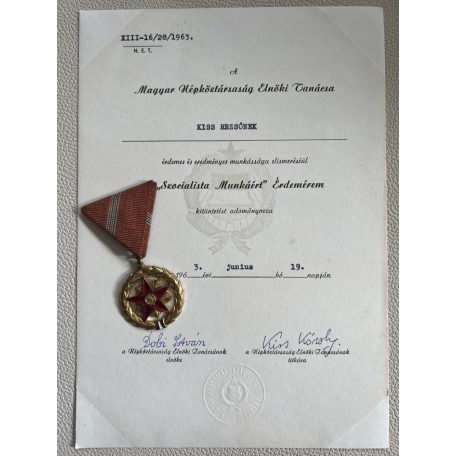 XIII-16/28/1963.
N. E. T.
A
Magyar Népköztársaság Elnöki Tanácsa
KISS REZSŐNEK
érdemes és eredményes munkássága elismeréséül
„Szocialista Munkáért” Érdemérem
kitüntetést adományozza
196 3. évi junius hó 19. napján
Dobi István Kiss Károly
a Népköztársaság Elnöki Tanácsának a Népköztársaság Elnöki Tanácsának
elnöke titkára